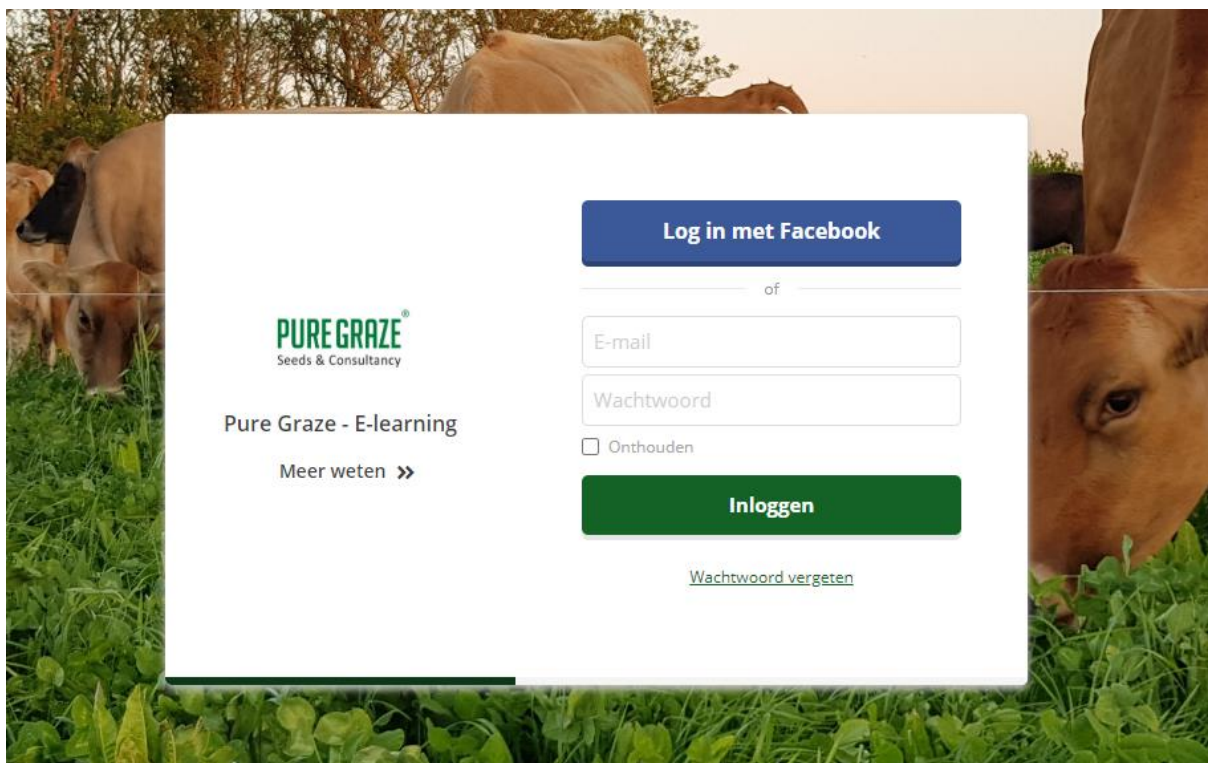 PURE GRAZE®
Seeds & Consultancy
Pure Graze - E-learning
Meer weten »
Log in met Facebook
of
E-mail
Wachtwoord
Onthouden
Inloggen
Wachtwoord vergeten